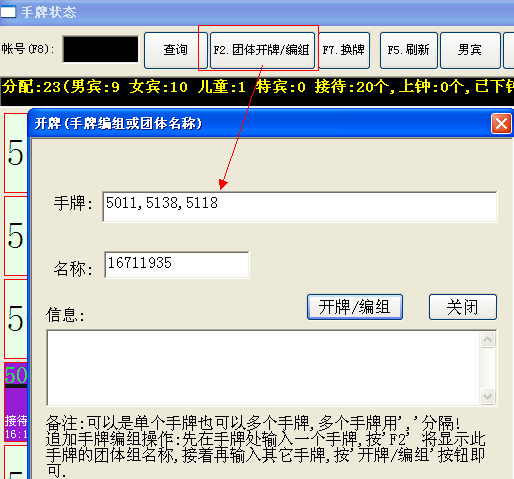 手牌状态
帐号(F8): 查询 F2.团体开牌/编组 F7.换牌 F5.刷新 男宾
分配:23(男宾:9 女宾:10 儿童:1 特宾:0 接待:20个,上钟:0个,已下钟
开牌(手牌编组或团体名称)
5
手牌: 5011,5138,5118
5
名称: 16711935
5
信息: 开牌/编组 关闭
50
接待
16:1
备注:可以是单个手牌也可以多个手牌,多个手牌用','分隔!
追加手牌编组操作:先在手牌处输入一个手牌,按'F2' 将显示此
手牌的团体组名称,接着再输入其它手牌,按'开牌/编组'按钮即
可.
5